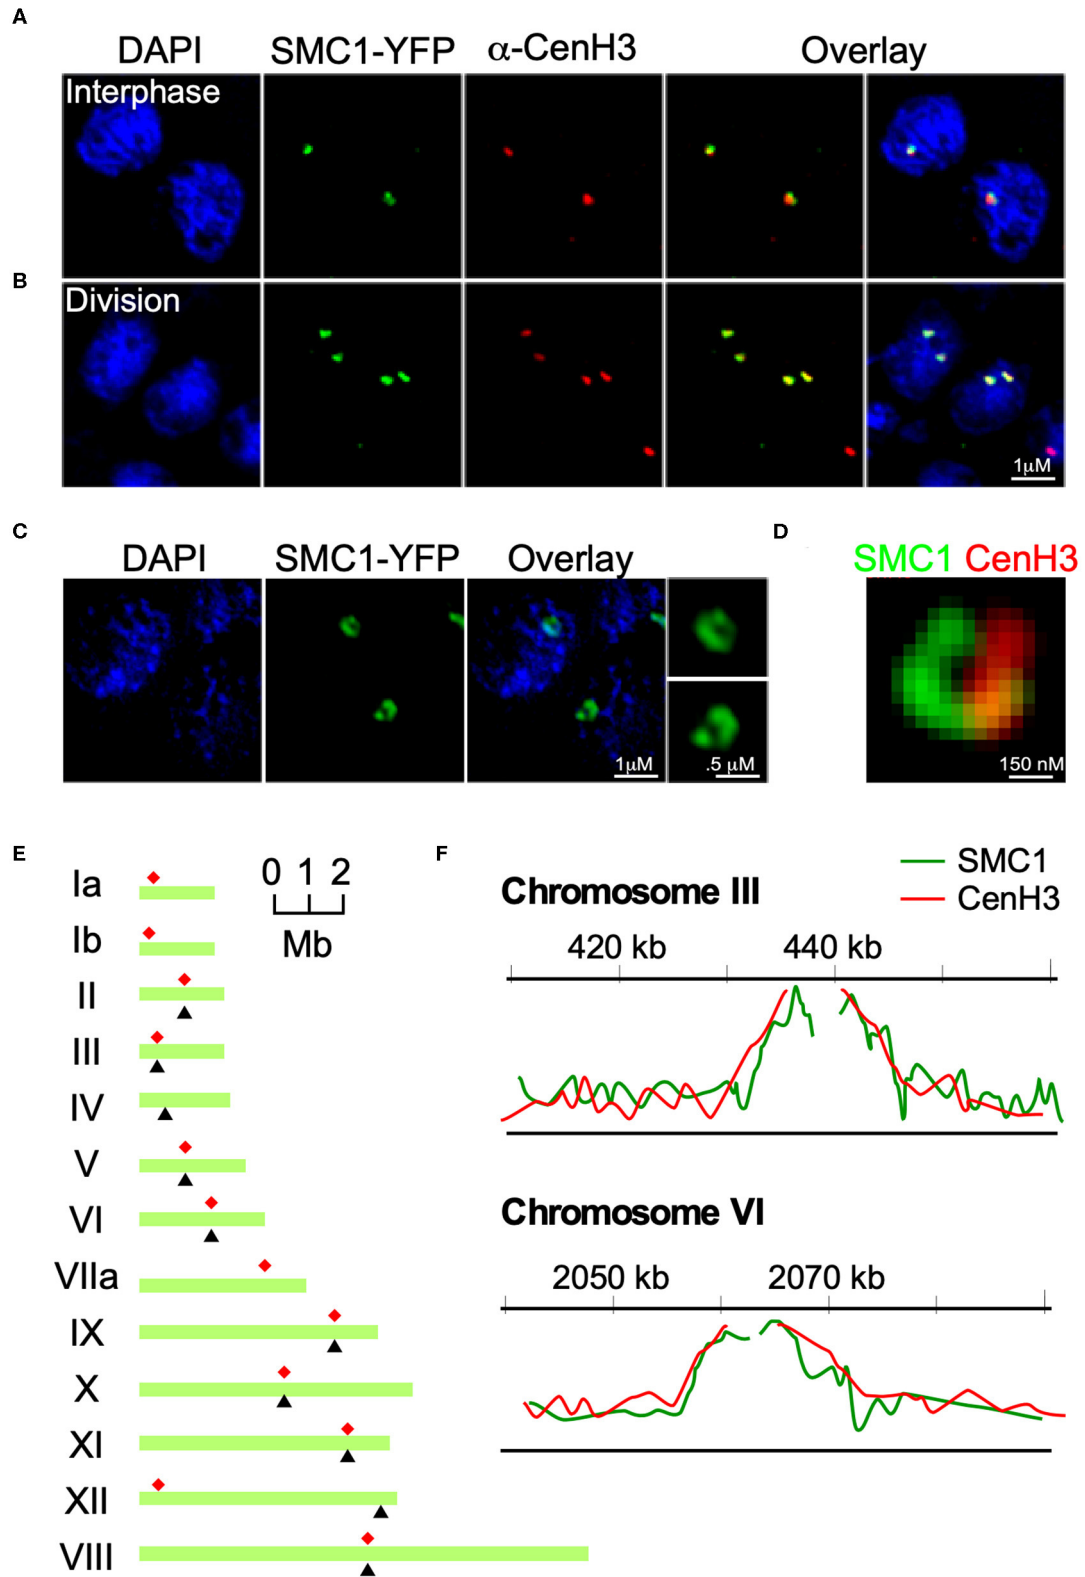 A
DAPI SMC1-YFP α-CenH3 Overlay
Interphase
B
Division
1µM
C
D
DAPI SMC1-YFP Overlay
SMC1 CenH3
1µM
.5 µM
150 nM
E
F
Ia
0 1 2
Mb
Ib
II
III
IV
V
VI
VIIa
IX
X
XI
XII
VIII
SMC1
CenH3
Chromosome III
420 kb 440 kb
Chromosome VI
2050 kb 2070 kb